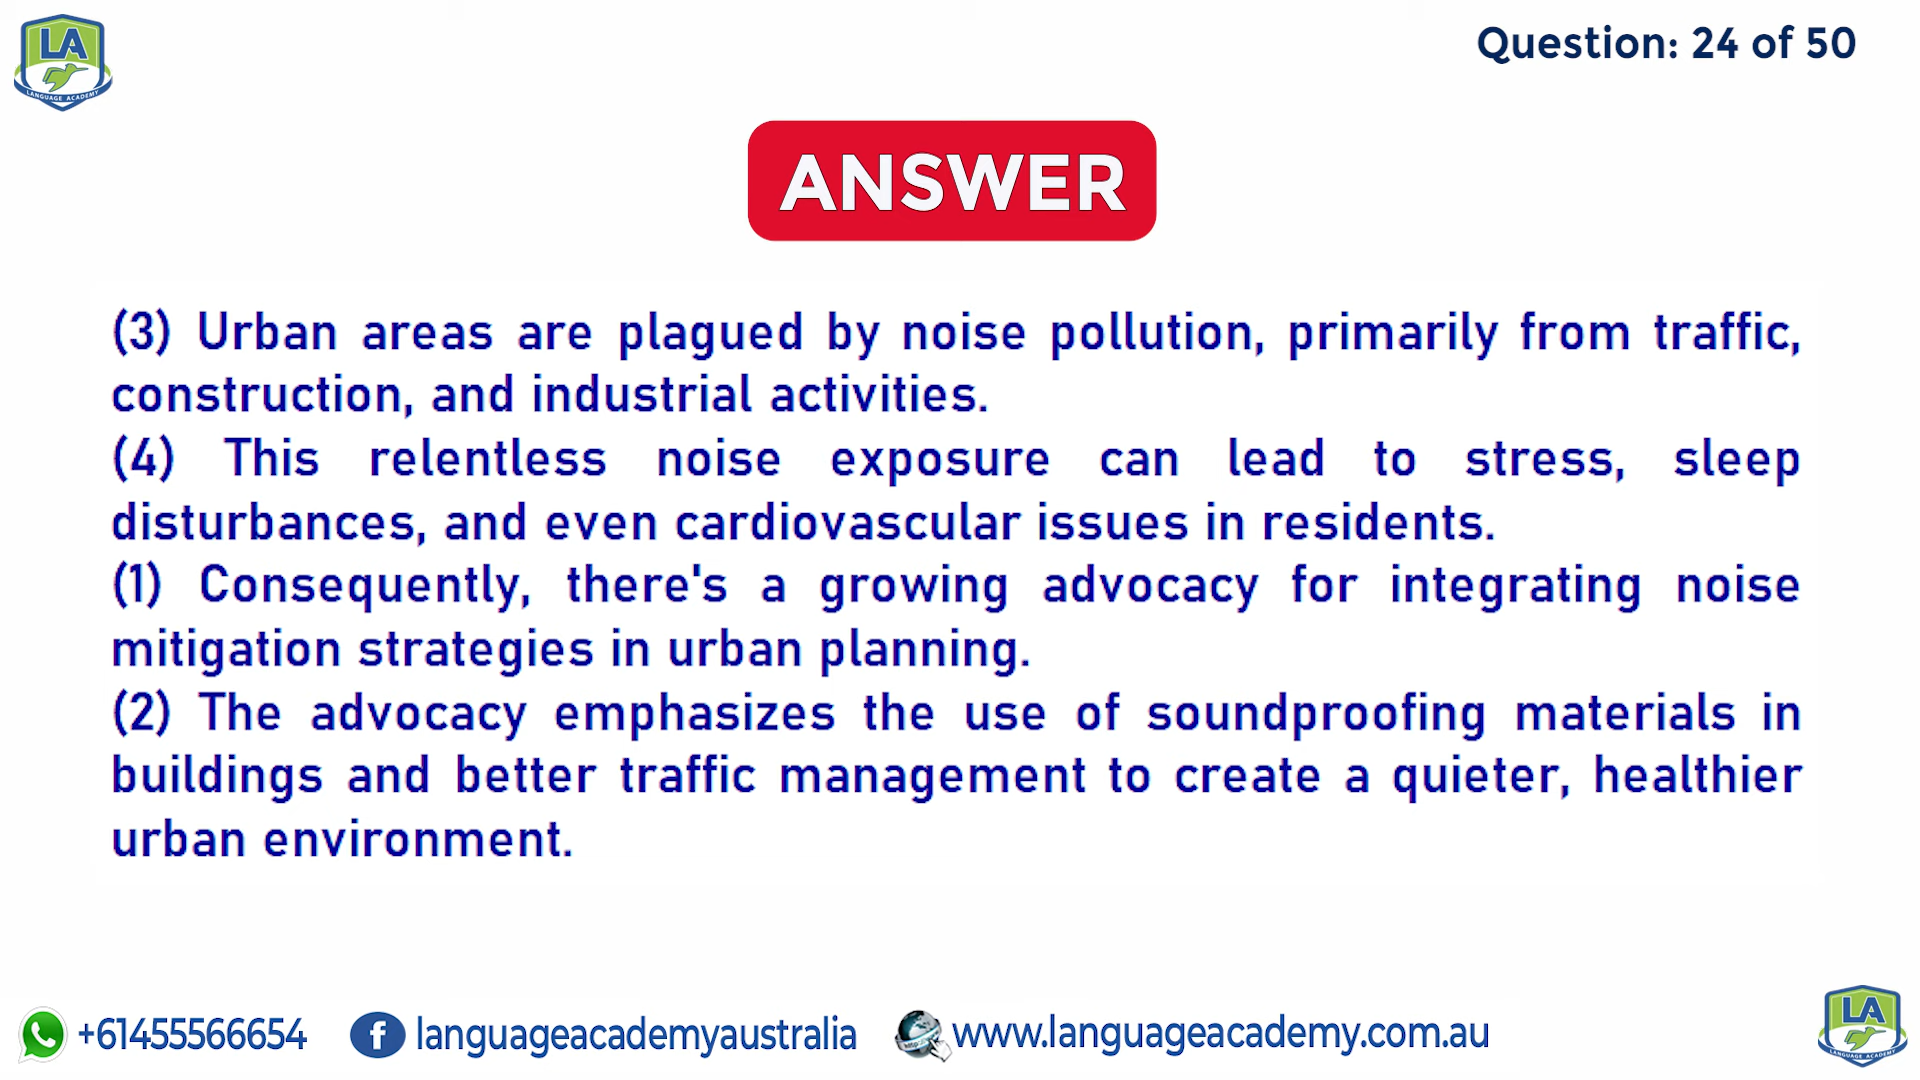 LA
LANGUAGE ACADEMY
Question: 24 of 50
ANSWER
(3) Urban areas are plagued by noise pollution, primarily from traffic,
construction, and industrial activities.
(4) This relentless noise exposure can lead to stress, sleep
disturbances, and even cardiovascular issues in residents.
(1) Consequently, there's a growing advocacy for integrating noise
mitigation strategies in urban planning.
(2) The advocacy emphasizes the use of soundproofing materials in
buildings and better traffic management to create a quieter, healthier
urban environment.
+61455566654
f
languageacademyaustralia
http://
www.languageacademy.com.au
LA
LANGUAGE ACADEMY